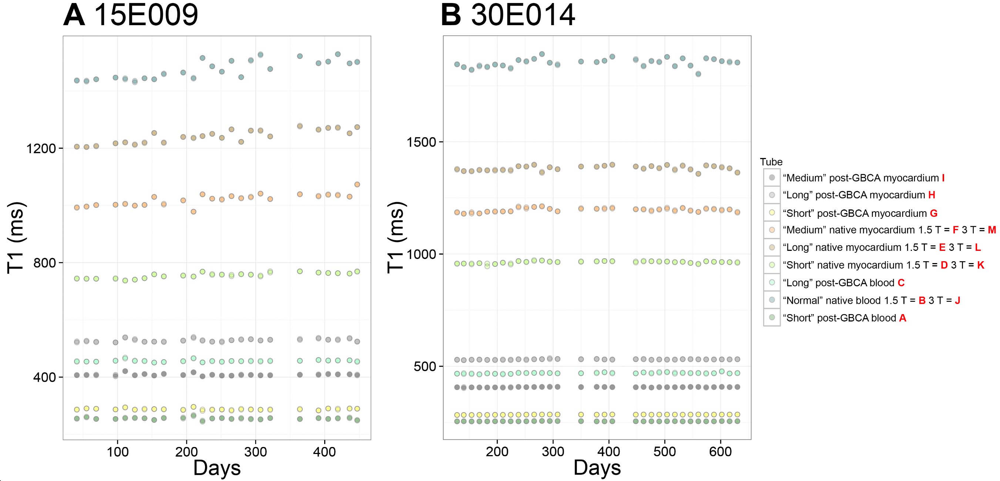 A 15E009
B 30E014
T1 (ms)
1200
800
400
100 200 300 400
Days
T1 (ms)
1500
1000
500
200 300 400 500 600
Days
Tube
“Medium” post-GBCA myocardium I
“Long” post-GBCA myocardium H
“Short” post-GBCA myocardium G
“Medium” native myocardium 1.5 T = F 3 T = M
“Long” native myocardium 1.5 T = E 3 T = L
“Short” native myocardium 1.5 T = D 3 T = K
“Long” post-GBCA blood C
“Normal” native blood 1.5 T = B 3 T = J
“Short” post-GBCA blood A